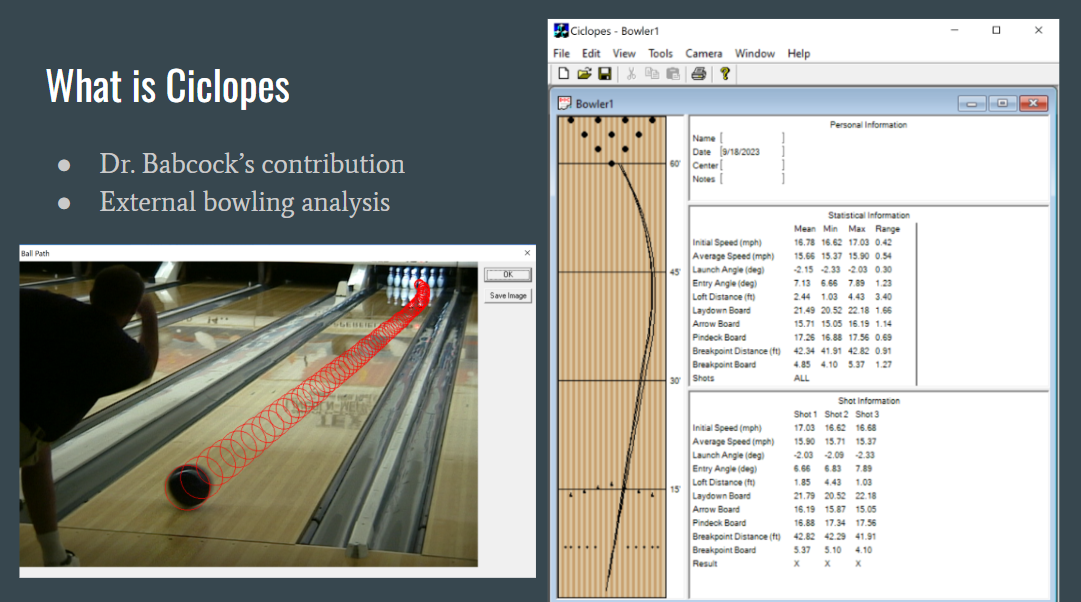 What is Ciclopes
● Dr. Babcock's contribution
● External bowling analysis
Ball Path
OK
Save Image
Ciclopes - Bowler1
File Edit View Tools Camera Window Help
Bowler1
60'
45'
30'
15'
Personal Information
Name [ ]
Date [9/18/2023 ]
Center [ ]
Notes [ ]
Statistical Information
Mean Min Max Range
Initial Speed (mph) 16.78 16.62 17.03 0.42
Average Speed (mph) 15.66 15.37 15.90 0.54
Launch Angle (deg) -2.15 -2.33 -2.03 0.30
Entry Angle (deg) 7.13 6.66 7.89 1.23
Loft Distance (ft) 2.44 1.03 4.43 3.40
Laydown Board 21.49 20.52 22.18 1.66
Arrow Board 15.71 15.05 16.19 1.14
Pindeck Board 17.26 16.88 17.56 0.69
Breakpoint Distance (ft) 42.34 41.91 42.82 0.91
Breakpoint Board 4.85 4.10 5.37 1.27
Shots ALL
Shot Information
Shot 1 Shot 2 Shot 3
Initial Speed (mph) 17.03 16.62 16.68
Average Speed (mph) 15.90 15.71 15.37
Launch Angle (deg) -2.03 -2.09 -2.33
Entry Angle (deg) 6.66 6.83 7.89
Loft Distance (ft) 1.85 4.43 1.03
Laydown Board 21.79 20.52 22.18
Arrow Board 16.19 15.87 15.05
Pindeck Board 16.88 17.34 17.56
Breakpoint Distance (ft) 42.82 42.29 41.91
Breakpoint Board 5.37 5.10 4.10
Result X X X